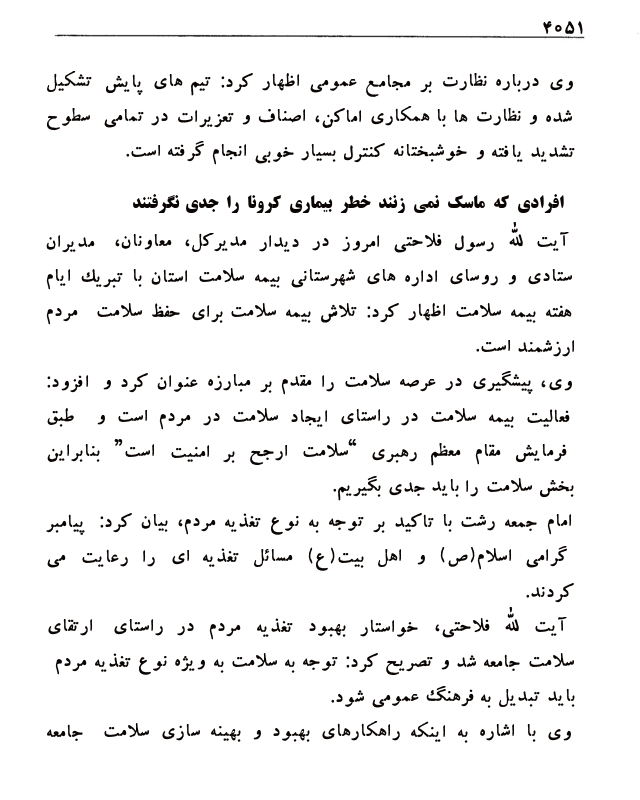 ۴۰۵۱
وی درباره نظارت بر مجامع عمومی اظهار کرد: تیم های پایش تشکیل
شده و نظارت ها با همکاری اماکن، اصناف و تعزیرات در تمامی سطوح
تشدید یافته و خوشبختانه کنترل بسیار خوبی انجام گرفته است.
افرادی که ماسک نمی زنند خطر بیماری کرونا را جدی نگرفتند
آیت لله رسول فلاحتی امروز در دیدار مدیرکل، معاونان، مدیران
ستادی و روسای اداره های شهرستانی بیمه سلامت استان با تبریک ایام
هفته بیمه سلامت اظهار کرد: تلاش بیمه سلامت برای حفظ سلامت مردم
ارزشمند است.
وی، پیشگیری در عرصه سلامت را مقدم بر مبارزه عنوان کرد و افزود:
فعالیت بیمه سلامت در راستای ایجاد سلامت در مردم است و طبق
فرمایش مقام معظم رهبری “سلامت ارجح بر امنیت است” بنابراین
بخش سلامت را باید جدی بگیریم.
امام جمعه رشت با تاکید بر توجه به نوع تغذیه مردم، بیان کرد: پیامبر
گرامی اسلام(ص) و اهل بیت(ع) مسائل تغذیه ای را رعایت می
کردند.
آیت لله فلاحتی، خواستار بهبود تغذیه مردم در راستای ارتقای
سلامت جامعه شد و تصریح کرد: توجه به سلامت به ویژه نوع تغذیه مردم
باید تبدیل به فرهنگ عمومی شود.
وی با اشاره به اینکه راهکارهای بهبود و بهینه سازی سلامت جامعه